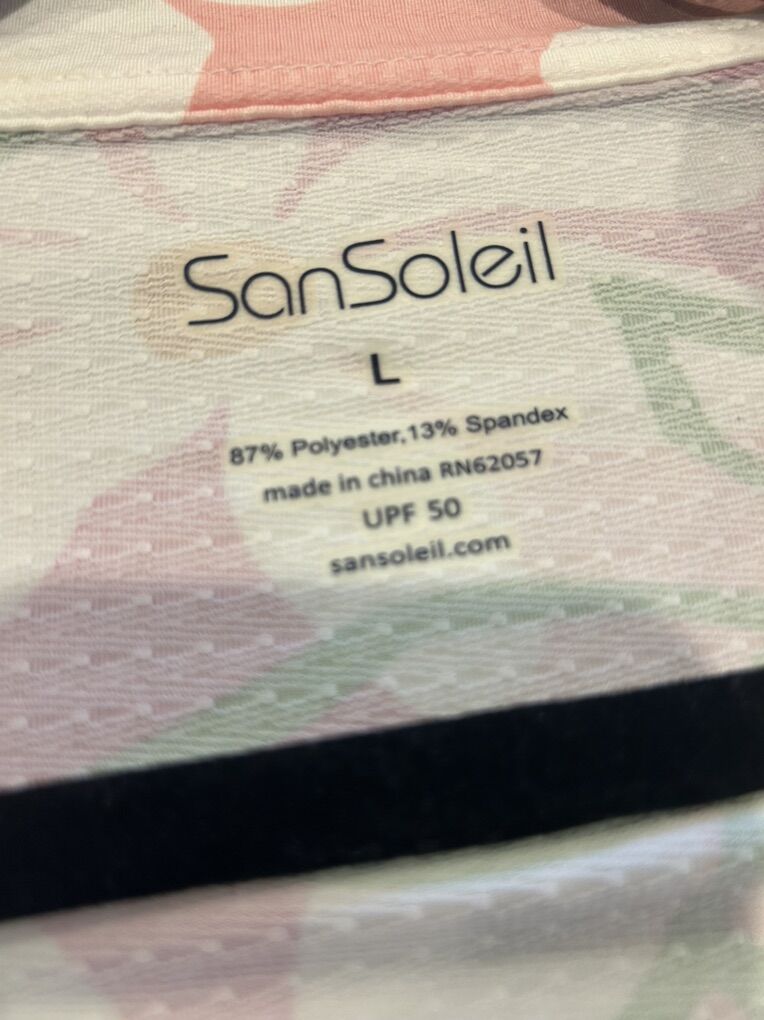 SanSoleil
L
87% Polyester,13% Spandex
made in china RN62057
UPF 50
sansoleil.com